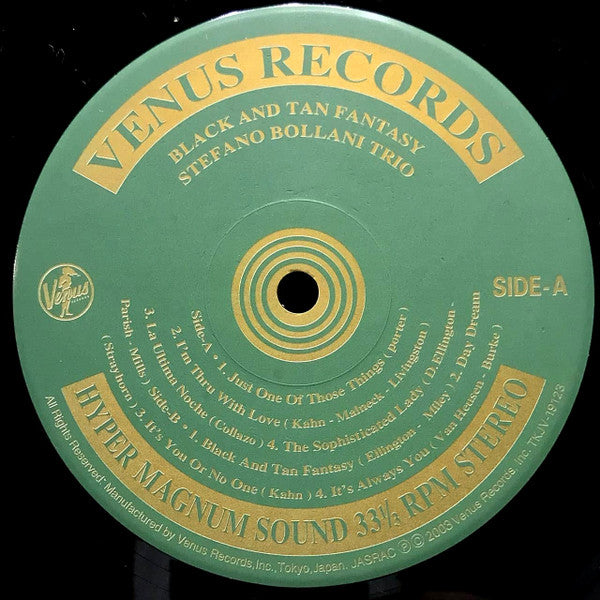 VENUS RECORDS
BLACK AND TAN FANTASY
STEFANO BOLLANI TRIO
Venus
RECORDS
SIDE-A
Side-A • 1. Just One Of Those Things ( porter )
2. I'm Thru With Love ( Kahn - Malneck - Livingston )
3. La Ultima Noche ( Collazo ) 4. The Sophisticated Lady ( D.Ellington -
Parish - Mills ) Side-B • 1. Black And Tan Fantasy ( Ellington - Miley ) 2. Day Dream
( Strayhorn ) 3. It's You Or No One ( Kahn ) 4. It's Always You ( Van Heusen - Burke )
HYPER MAGNUM SOUND 33 1/3 RPM STEREO
All Rights Reserved. Manufactured by Venus Records,Inc.,Tokyo,Japan. JASRAC Ⓟ © 2003 Venus Records, Inc. TKJV-19123